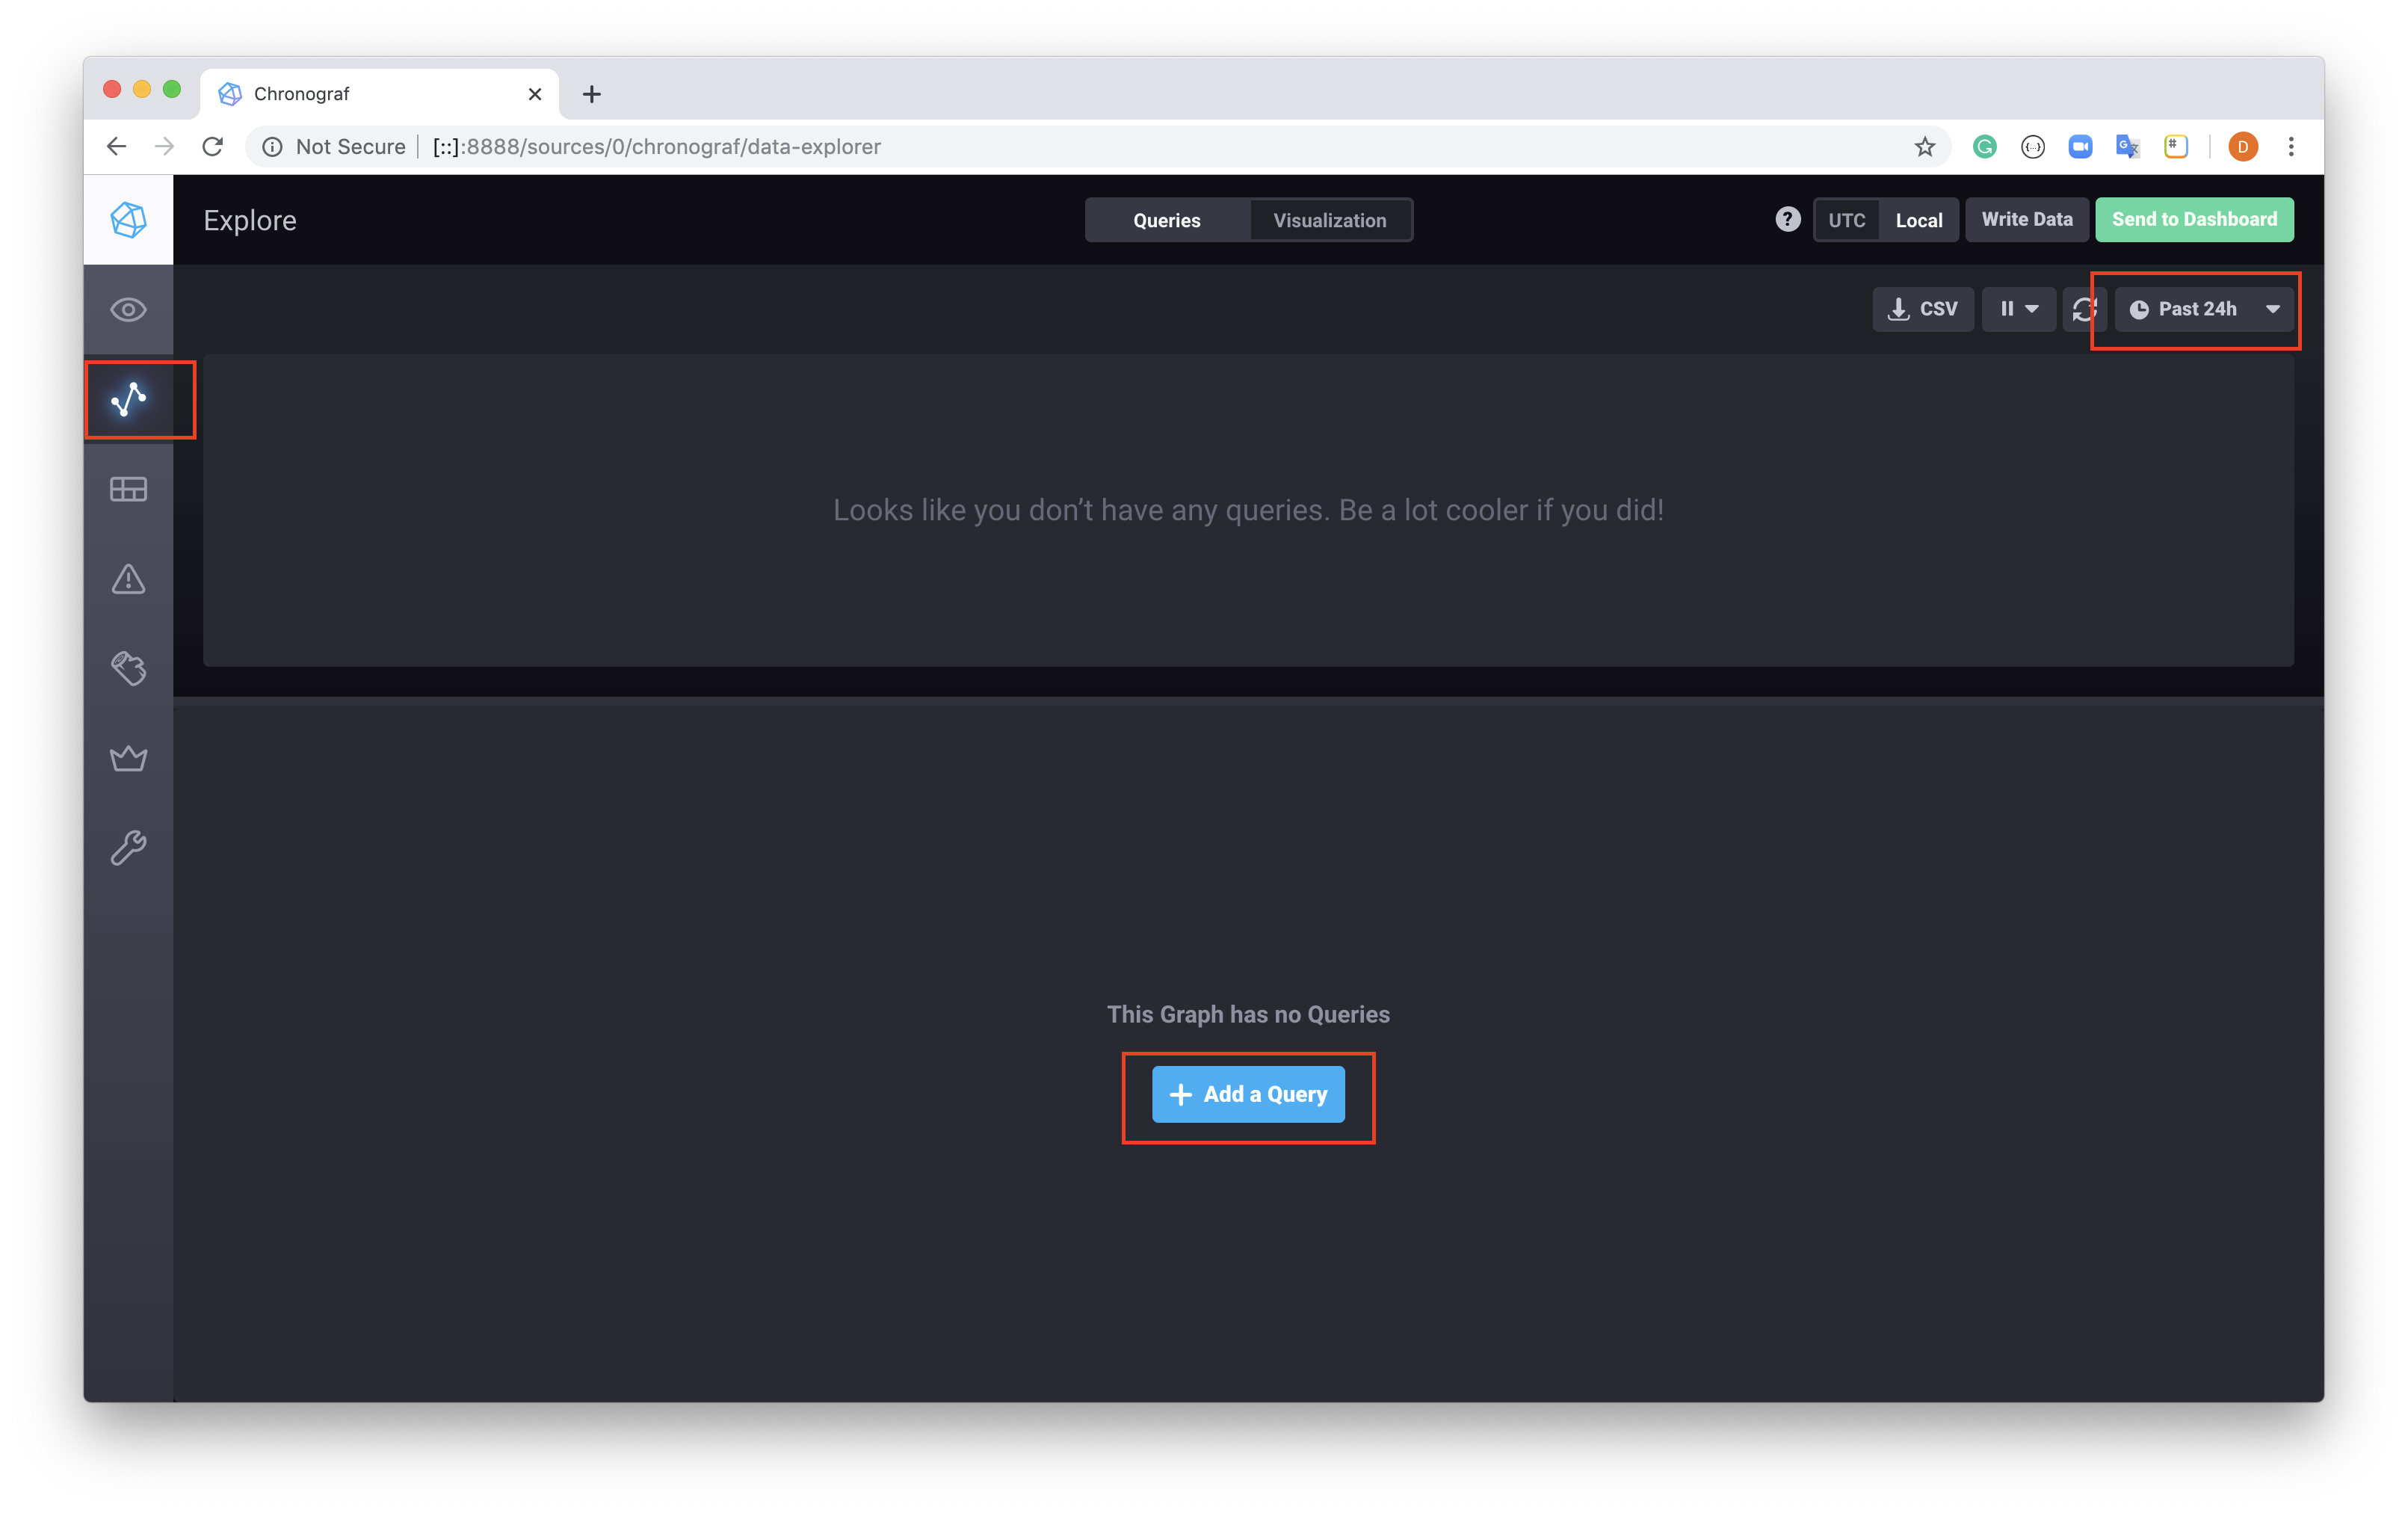 Chronograf
Not Secure [::]:8888/sources/0/chronograf/data-explorer
D
Explore
Queries Visualization
? UTC Local Write Data Send to Dashboard
CSV Past 24h
Looks like you don’t have any queries. Be a lot cooler if you did!
This Graph has no Queries
+ Add a Query